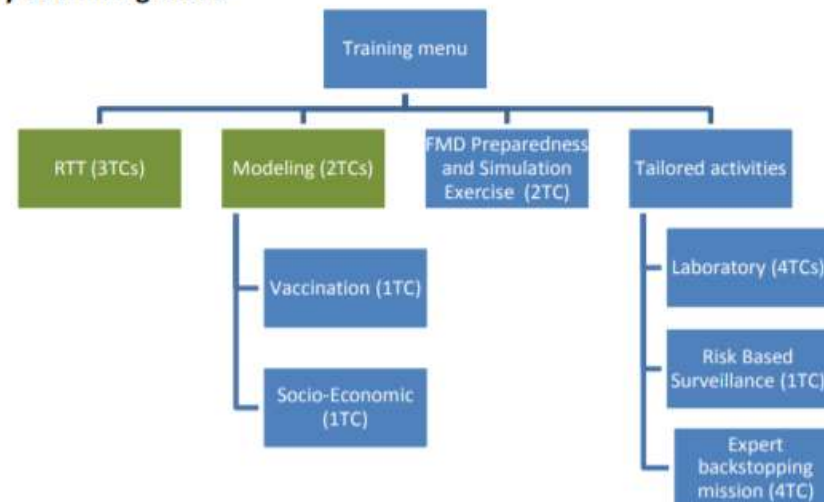 Training menu
RTT (3TCs)
Modeling (2TCs)
FMD Preparedness
and Simulation
Exercise (2TC)
Tailored activities
Vaccination (1TC)
Socio-Economic
(1TC)
Laboratory (4TCs)
Risk Based
Surveillance (1TC)
Expert
backstopping
mission (4TC)